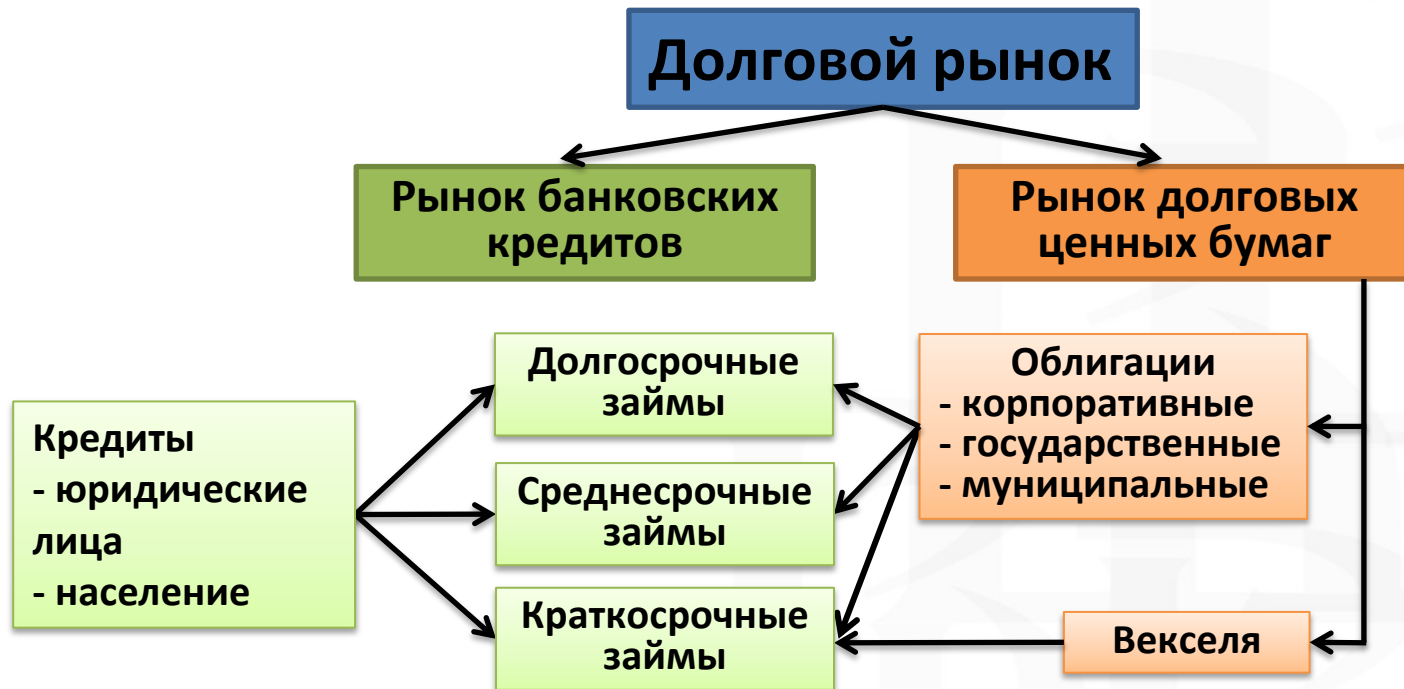 Долговой рынок
Рынок банковских
кредитов
Рынок долговых
ценных бумаг
Долгосрочные
займы
Облигации
- корпоративные
- государственные
- муниципальные
Кредиты
- юридические
лица
- население
Среднесрочные
займы
Краткосрочные
займы
Векселя